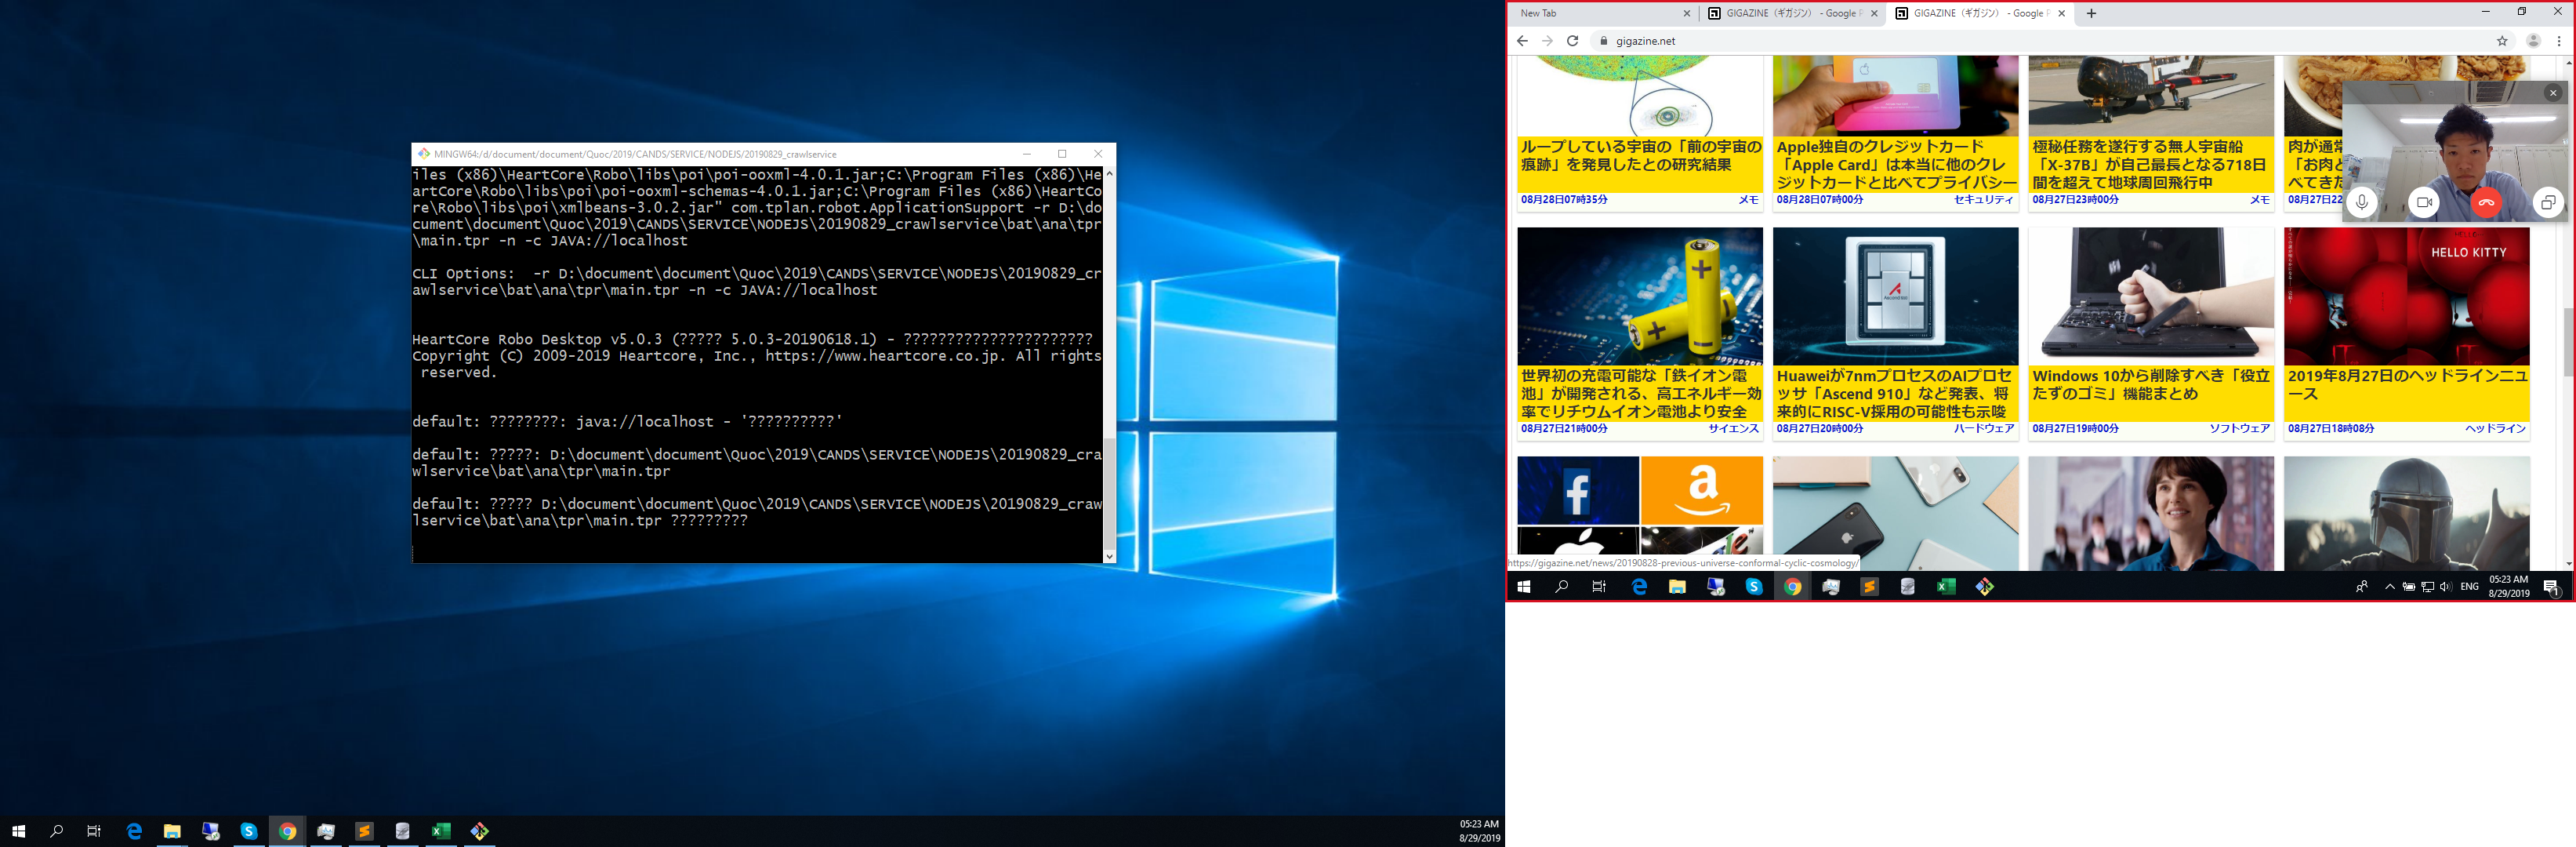 MINGW64:/d/document/document/Quoc/2019/CANDS/SERVICE/NODEJS/20190829_crawlservice
iles (x86)\HeartCore\Robo\libs\poi\poi-ooxml-4.0.1.jar;C:\Program Files (x86)\He
artCore\Robo\libs\poi\poi-ooxml-schemas-4.0.1.jar;C:\Program Files (x86)\HeartCo
re\Robo\libs\poi\xmlbeans-3.0.2.jar" com.tplan.robot.ApplicationSupport -r D:\do
cument\document\Quoc\2019\CANDS\SERVICE\NODEJS\20190829_crawlservice\bat\ana\tpr
\main.tpr -n -c JAVA://localhost
CLI Options:  -r D:\document\document\Quoc\2019\CANDS\SERVICE\NODEJS\20190829_cr
awlservice\bat\ana\tpr\main.tpr -n -c JAVA://localhost
HeartCore Robo Desktop v5.0.3 (????? 5.0.3-20190618.1) - ??????????????????????
Copyright (C) 2009-2019 Heartcore, Inc., https://www.heartcore.co.jp. All rights
 reserved.
default: ????????: java://localhost - '??????????'
default: ?????: D:\document\document\Quoc\2019\CANDS\SERVICE\NODEJS\20190829_cra
wlservice\bat\ana\tpr\main.tpr
default: ????? D:\document\document\Quoc\2019\CANDS\SERVICE\NODEJS\20190829_craw
lservice\bat\ana\tpr\main.tpr ?????????
05:23 AM
8/29/2019
New Tab
GIGAZINE（ギガジン） - Google P
GIGAZINE（ギガジン） - Google P
gigazine.net
ループしている宇宙の「前の宇宙の
痕跡」を発見したとの研究結果
08月28日07時35分 メモ
Apple独自のクレジットカード
「Apple Card」は本当に他のクレ
ジットカードと比べてプライバシー
08月28日07時00分 セキュリティ
極秘任務を遂行する無人宇宙船
「X-37B」が自己最長となる718日
間を超えて地球周回飛行中
08月27日23時00分 メモ
肉が通常
「お肉と
べてきた
08月27日22
世界初の充電可能な「鉄イオン電
池」が開発される、高エネルギー効
率でリチウムイオン電池より安全
08月27日21時00分 サイエンス
Ascend 910
Huaweiが7nmプロセスのAIプロセ
ッサ「Ascend 910」など発表、将
来的にRISC-V採用の可能性も示唆
08月27日20時00分 ハードウェア
Windows 10から削除すべき「役立
たずのゴミ」機能まとめ
08月27日19時00分 ソフトウェア
HELLO KITTY
2019年8月27日のヘッドラインニュ
ース
08月27日18時08分 ヘッドライン
https://gigazine.net/news/20190828-previous-universe-conformal-cyclic-cosmology/
ENG
05:23 AM
8/29/2019
1